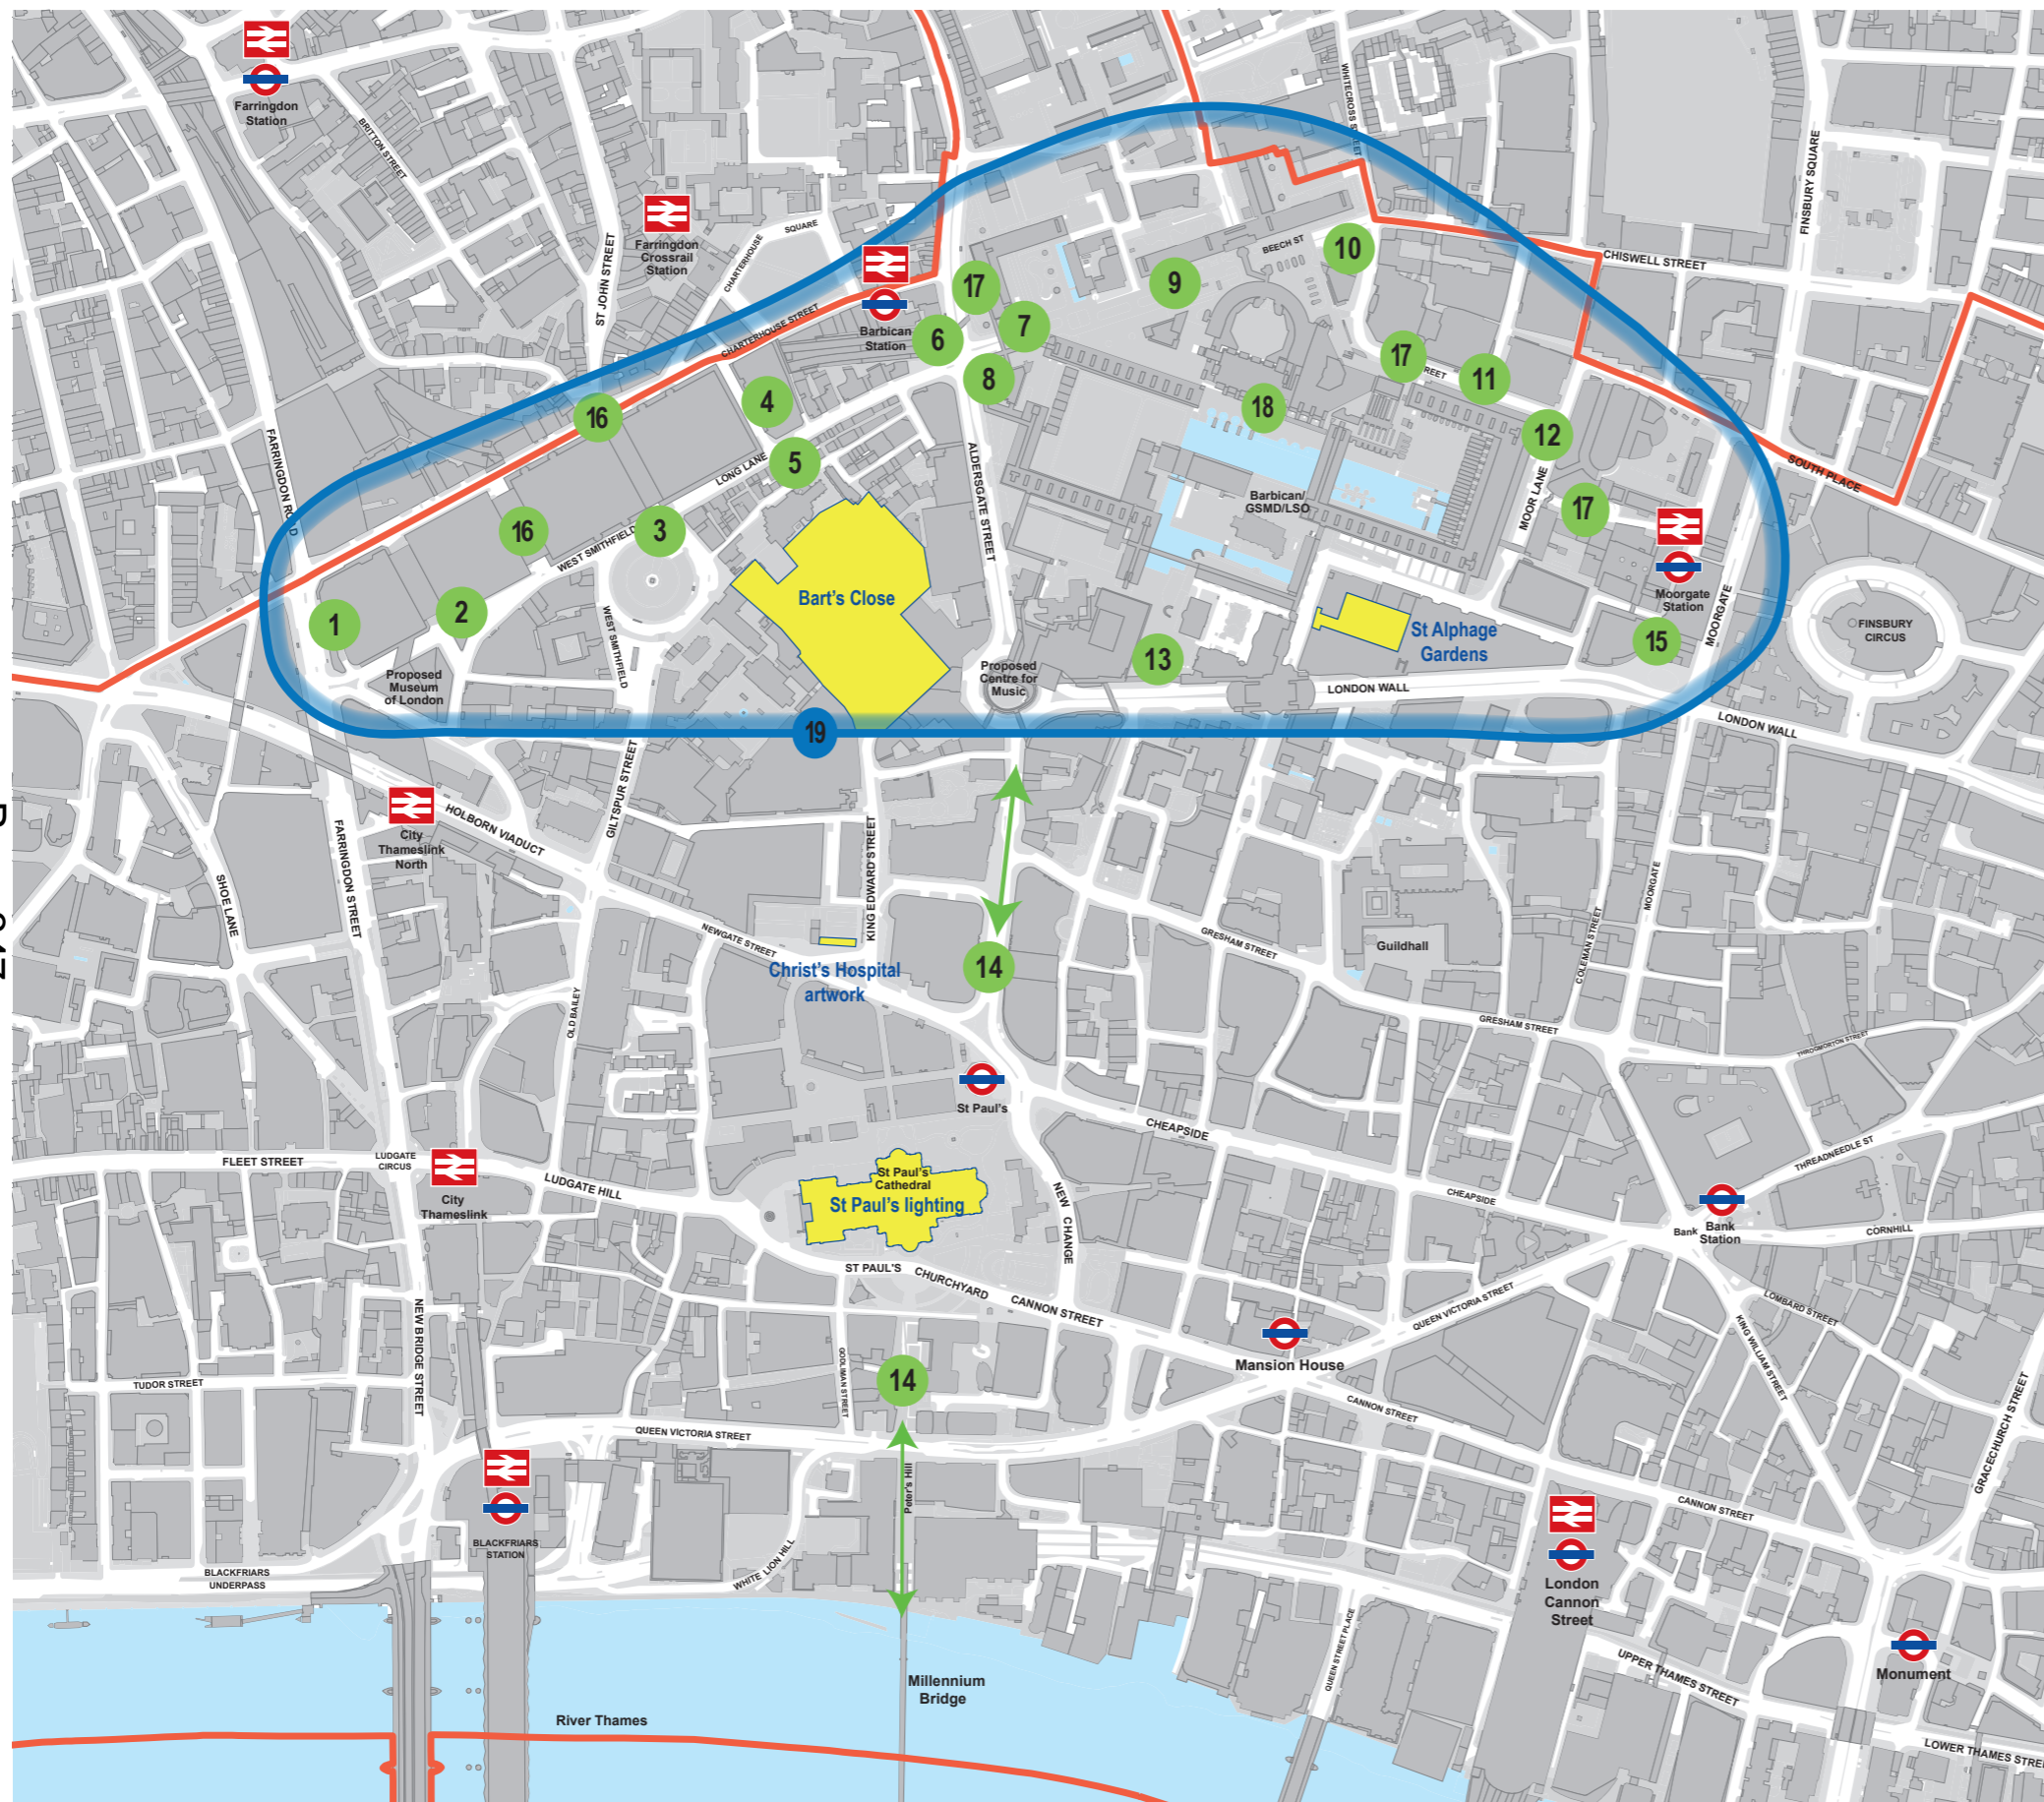 Farringdon
Station
BRITTON STREET
ST JOHN STREET
Farringdon
Crossrail
Station
CHARTERHOUSE
SQUARE
CHARTERHOUSE STREET
Barbican
Station
WHITECROSS STREET
BEECH ST
FINSBURY SQUARE
CHISWELL STREET
SOUTH PLACE
17
9
10
6
7
8
4
5
16
16
3
17
REET
11
18
12
17
1
2
13
15
FARRINGDON ROAD
LONG LANE
WEST SMITHFIELD
WEST SMITHFIELD
ALDERSGATE STREET
Barbican/
GSMD/LSO
MOOR LANE
Moorgate
Station
MOORGATE
FINSBURY
CIRCUS
Bart's Close
St Alphage
Gardens
Proposed
Museum
of London
Proposed
Centre for
Music
LONDON WALL
LONDON WALL
19
City
Thameslink
North
HOLBORN VIADUCT
GILTSPUR STREET
SHOE LANE
FARRINGDON STREET
KING EDWARD STREET
NEWGATE STREET
Christ's Hospital
artwork
14
GRESHAM STREET
Guildhall
COLEMAN STREET
MOORGATE
OLD BAILEY
GRESHAM STREET
THROGMORTON STREET
St Paul's
CHEAPSIDE
THREADNEEDLE ST
FLEET STREET
LUDGATE
CIRCUS
City
Thameslink
LUDGATE HILL
St Paul's
Cathedral
St Paul's lighting
NEW CHANGE
CHEAPSIDE
Bank
Bank
Station
CORNHILL
ST PAUL'S
CHURCHYARD
CANNON STREET
QUEEN VICTORIA STREET
LOMBARD STREET
KING WILLIAM STREET
NEW BRIDGE STREET
TUDOR STREET
GODLIMAN STREET
14
Mansion House
CANNON STREET
GRACECHURCH STREET
QUEEN VICTORIA STREET
Peter's Hill
CANNON STREET
BLACKFRIARS
STATION
BLACKFRIARS
UNDERPASS
WHITE LION HILL
London
Cannon
Street
QUEEN STREET PLACE
UPPER THAMES STREET
Monument
Millennium
Bridge
River Thames
LOWER THAMES STRE